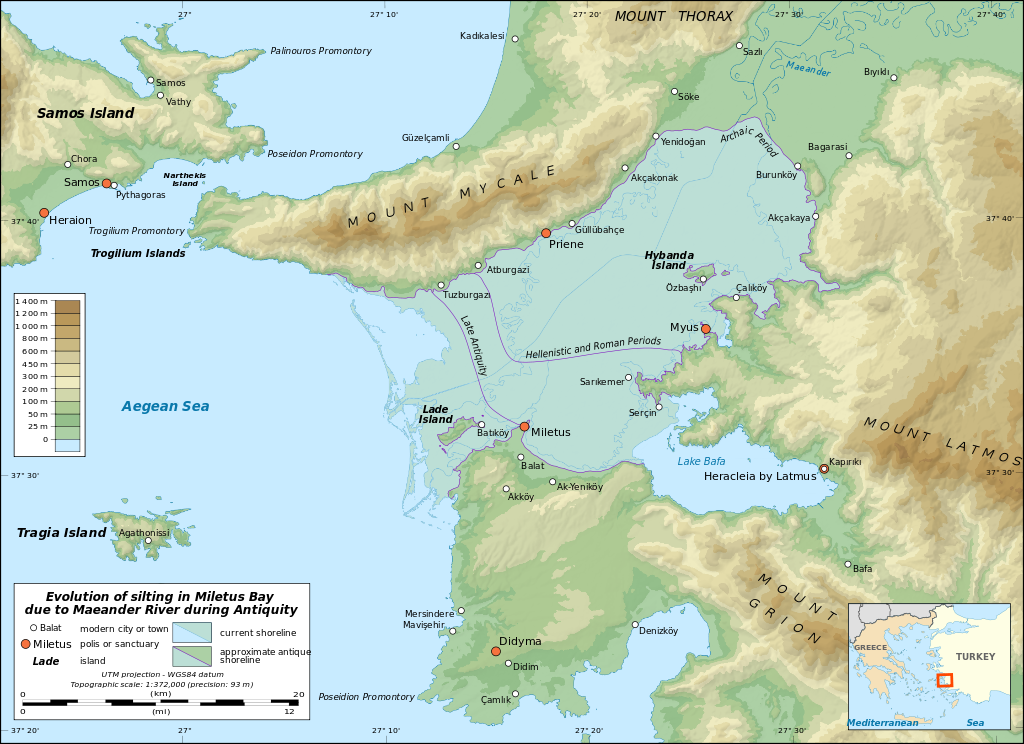 27°
27° 10'
27° 20'
27° 30'
27° 40'
MOUNT THORAX
Kadıkalesi
Palinouros Promontory
Sazlı
Maeander
Bıyıklı
Samos
Vathy
Söke
Samos Island
Güzelçamli
Yenidoğan
Archaic Period
Bagarasi
Poseidon Promontory
Chora
Burunköy
Samos
Narthekis
Island
Akçakonak
Pythagoras
MOUNT MYCALE
Heraion
37° 40'
Akçakaya
37° 40'
Trogilium Promontory
Güllübahçe
Priene
Trogilium Islands
Hybanda
Island
Atburgazi
Özbaşhı
Çalıköy
Tuzburgazı
1 400 m
1 200 m
1 000 m
800 m
600 m
450 m
300 m
200 m
100 m
50 m
25 m
0
Late Antiquity
Myus
Hellenistic and Roman Periods
Sarıkemer
Aegean Sea
Lade
Island
Serçin
Batıköy
Miletus
MOUNT LATMOS
Balat
Lake Bafa
Kapırıkı
37° 30'
37° 30'
Heracleia by Latmus
Akköy
Ak-Yeniköy
Tragia Island
Agathonissi
Bafa
MOUNT
GRION
Evolution of silting in Miletus Bay
due to Maeander River during Antiquity
Balat
modern city or town
current shoreline
Miletus
polis or sanctuary
approximate antique
shoreline
Lade
island
UTM projection - WGS84 datum
Topographic scale: 1:372,000 (precision: 93 m)
0
(km)
20
0
(mi)
12
Mersindere
Mavişehir
Denizköy
Didyma
Didim
Çamlık
Poseidion Promontory
GREECE
TURKEY
Mediterranean Sea
27°
27° 10'
27° 20'
27° 30'